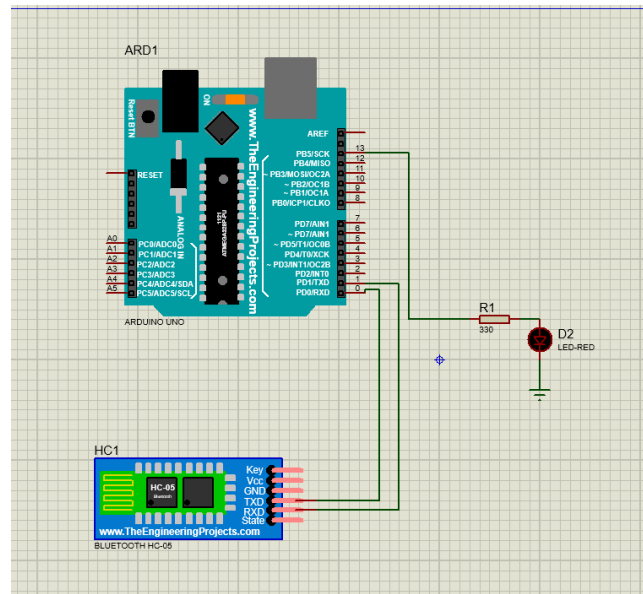 ARD1
ON
Reset BTN
www.TheEngineeringProjects.com
AREF
13
PB5/SCK
12
PB4/MISO
11
~ PB3/MOSI/OC2A
10
~ PB2/OC1B
9
~ PB1/OC1A
8
PB0/ICP1/CLKO
RESET
1121
ATMEGA328P-PU
ANALOG IN
7
PD7/AIN1
6
~ PD7/AIN1
5
~ PD5/T1/OC0B
4
PD4/T0/XCK
3
~ PD3/INT1/OC2B
2
PD2/INT0
1
PD1/TXD
0
PD0/RXD
A0
PC0/ADC0
A1
PC1/ADC1
A2
PC2/ADC2
A3
PC3/ADC3
A4
PC4/ADC4/SDA
A5
PC5/ADC5/SCL
ARDUINO UNO
R1
330
D2
LED-RED
HC1
HC-05
Bluetooth
Key
Vcc
GND
TXD
RXD
State
www.TheEngineeringProjects.com
BLUETOOTH HC-05